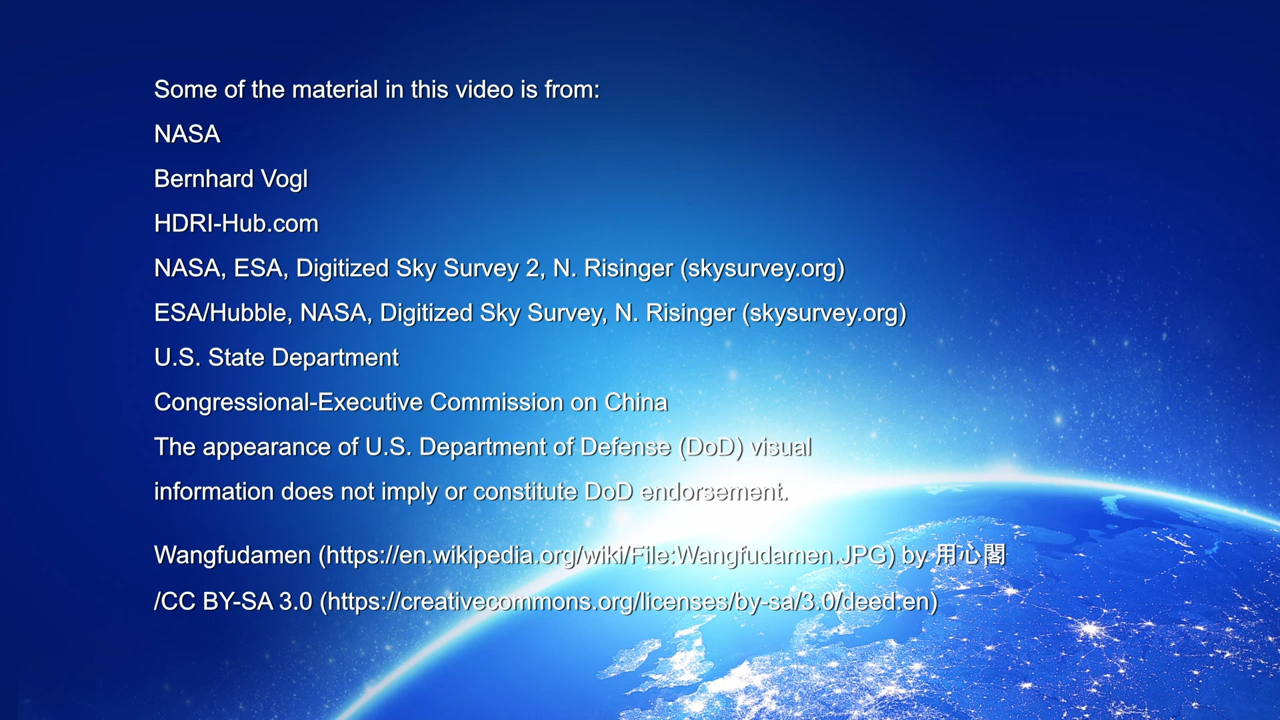 Some of the material in this video is from:
NASA
Bernhard Vogl
HDRI-Hub.com
NASA, ESA, Digitized Sky Survey 2, N. Risinger (skysurvey.org)
ESA/Hubble, NASA, Digitized Sky Survey, N. Risinger (skysurvey.org)
U.S. State Department
Congressional-Executive Commission on China
The appearance of U.S. Department of Defense (DoD) visual
information does not imply or constitute DoD endorsement.
Wangfudamen (https://en.wikipedia.org/wiki/File:Wangfudamen.JPG) by 用心閣
/CC BY-SA 3.0 (https://creativecommons.org/licenses/by-sa/3.0/deed.en)